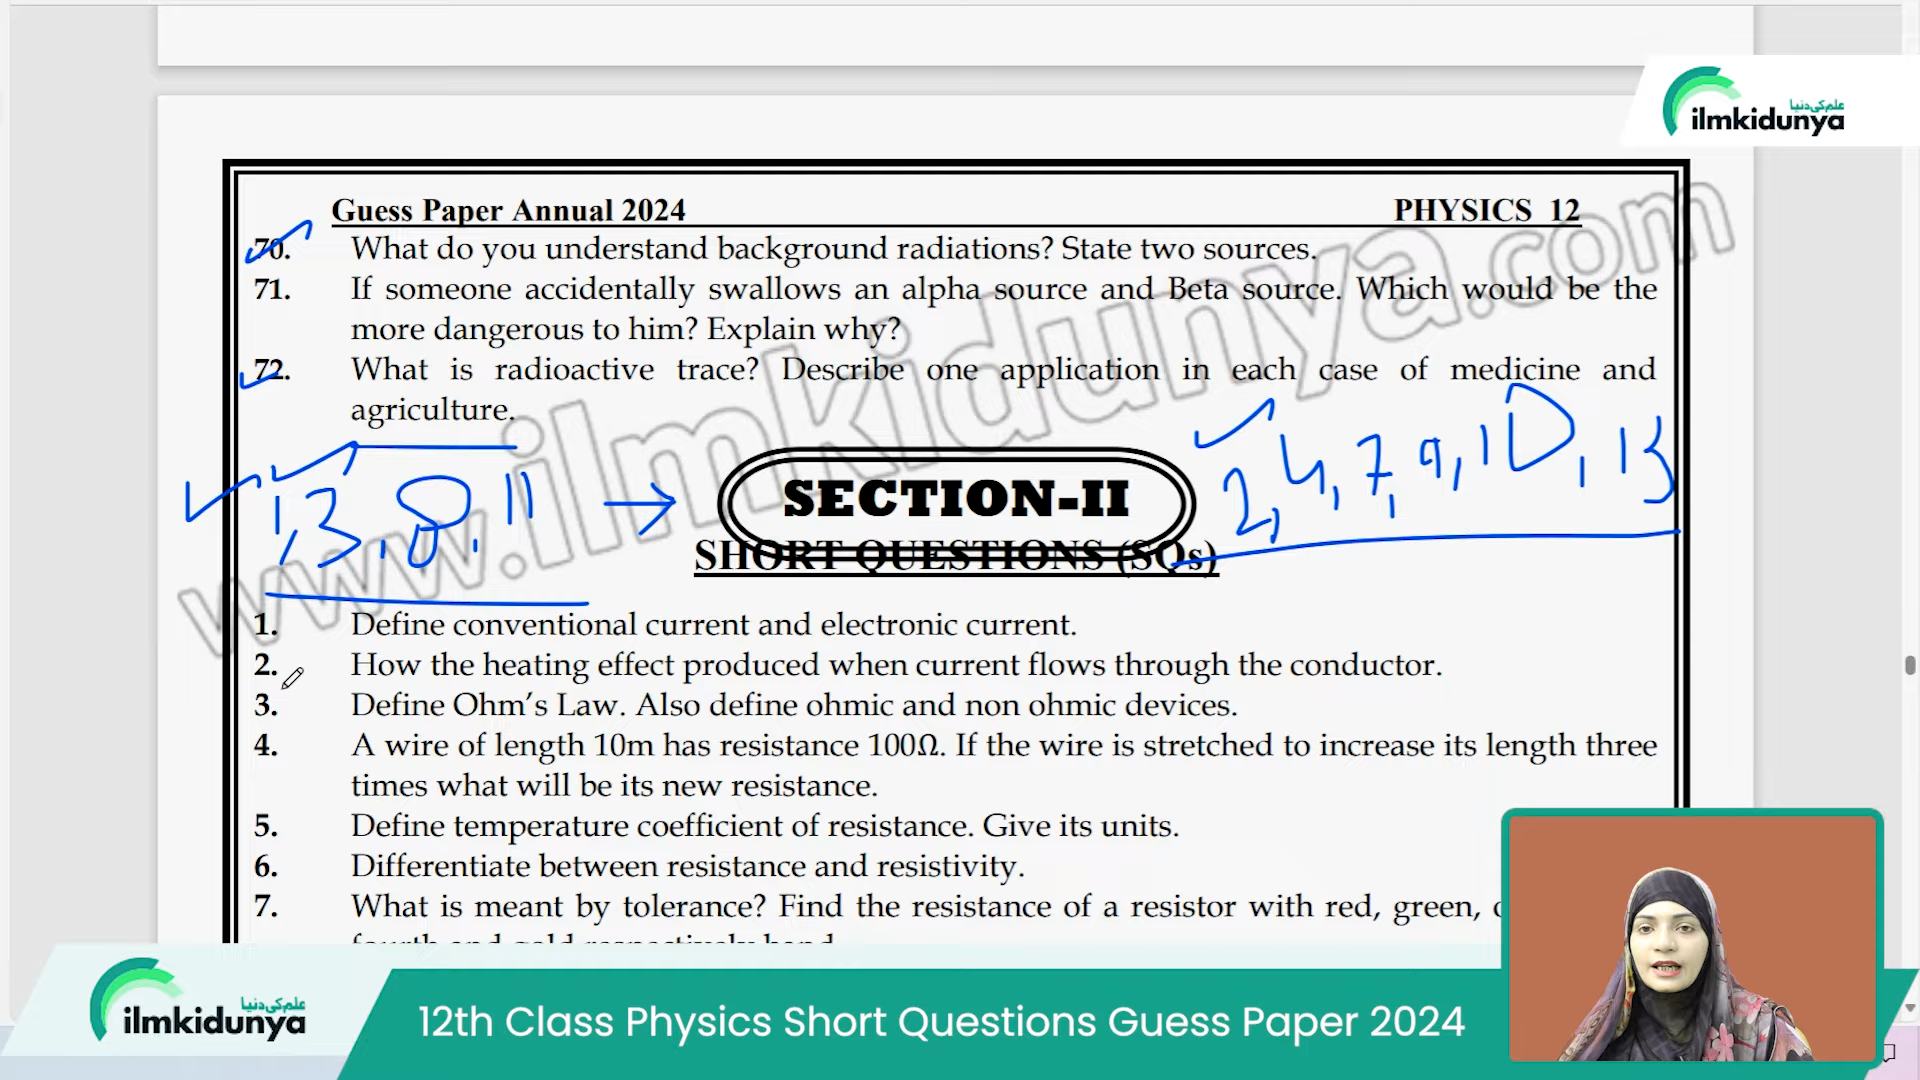 علم کی دنیا
ilmkidunya
Guess Paper Annual 2024 PHYSICS 12
70. What do you understand background radiations? State two sources.
71. If someone accidentally swallows an alpha source and Beta source. Which would be the
more dangerous to him? Explain why?
72. What is radioactive trace? Describe one application in each case of medicine and
agriculture.
www.ilmkidunya.com
2, 4, 7, 9, 10, 13
1, 3, 8, 11 →
SECTION-II
SHORT QUESTIONS (SQs)
1. Define conventional current and electronic current.
2. How the heating effect produced when current flows through the conductor.
3. Define Ohm's Law. Also define ohmic and non ohmic devices.
4. A wire of length 10m has resistance 100Ω. If the wire is stretched to increase its length three
times what will be its new resistance.
5. Define temperature coefficient of resistance. Give its units.
6. Differentiate between resistance and resistivity.
7. What is meant by tolerance? Find the resistance of a resistor with red, green,
fourth and gold respectively band.
علم کی دنیا
ilmkidunya
12th Class Physics Short Questions Guess Paper 2024